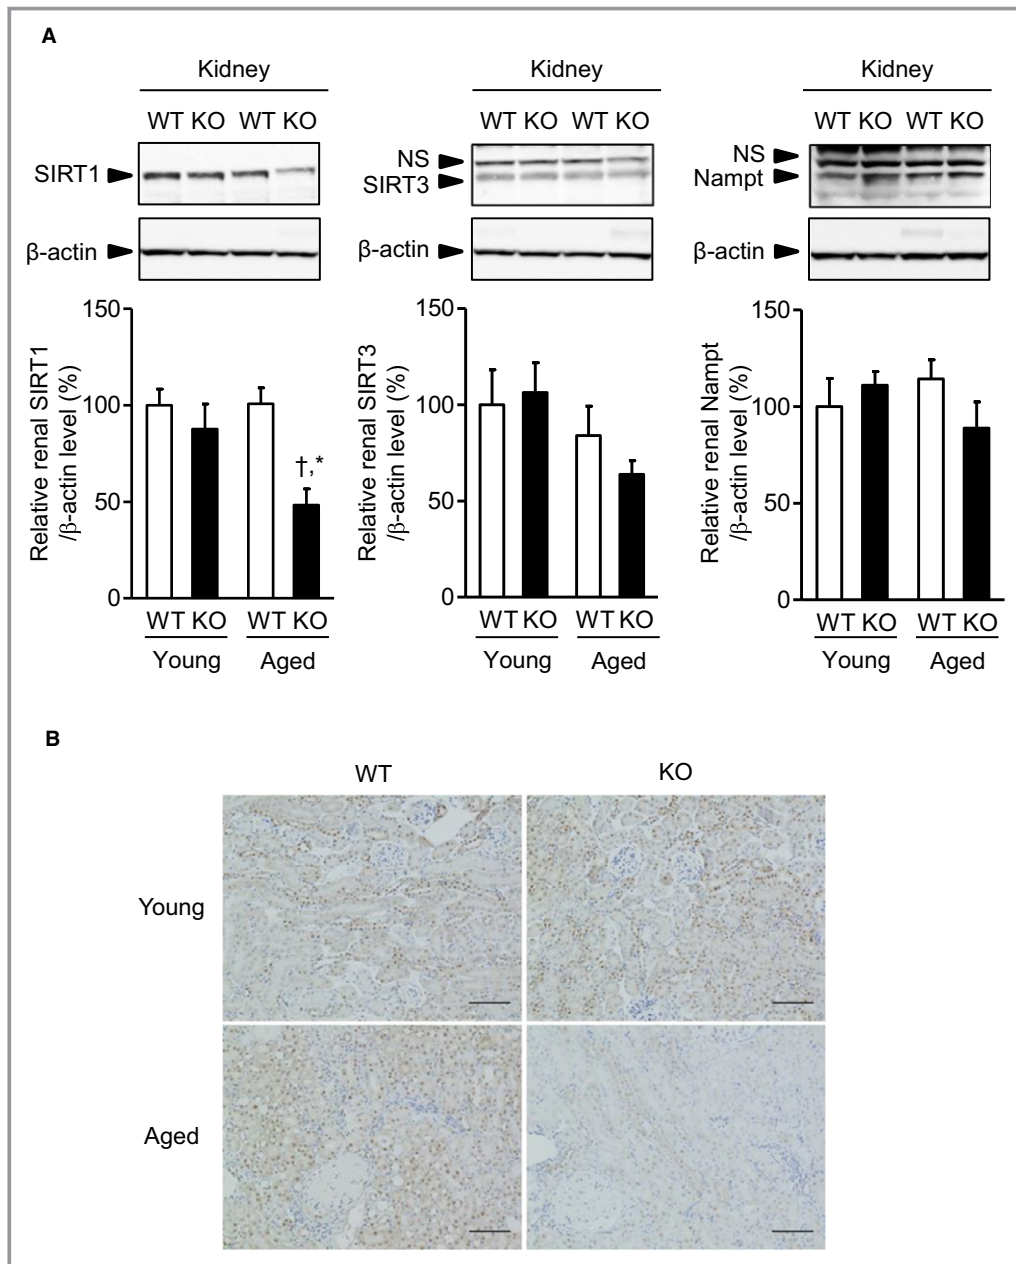 A
Kidney
WT KO WT KO
SIRT1
β-actin
150
100
50
0
Relative renal SIRT1
/β-actin level (%)
†,*
WT KO WT KO
Young Aged
Kidney
WT KO WT KO
NS
SIRT3
β-actin
150
100
50
0
Relative renal SIRT3
/β-actin level (%)
WT KO WT KO
Young Aged
Kidney
WT KO WT KO
NS
Nampt
β-actin
150
100
50
0
Relative renal Nampt
/β-actin level (%)
WT KO WT KO
Young Aged
B
WT KO
Young
Aged